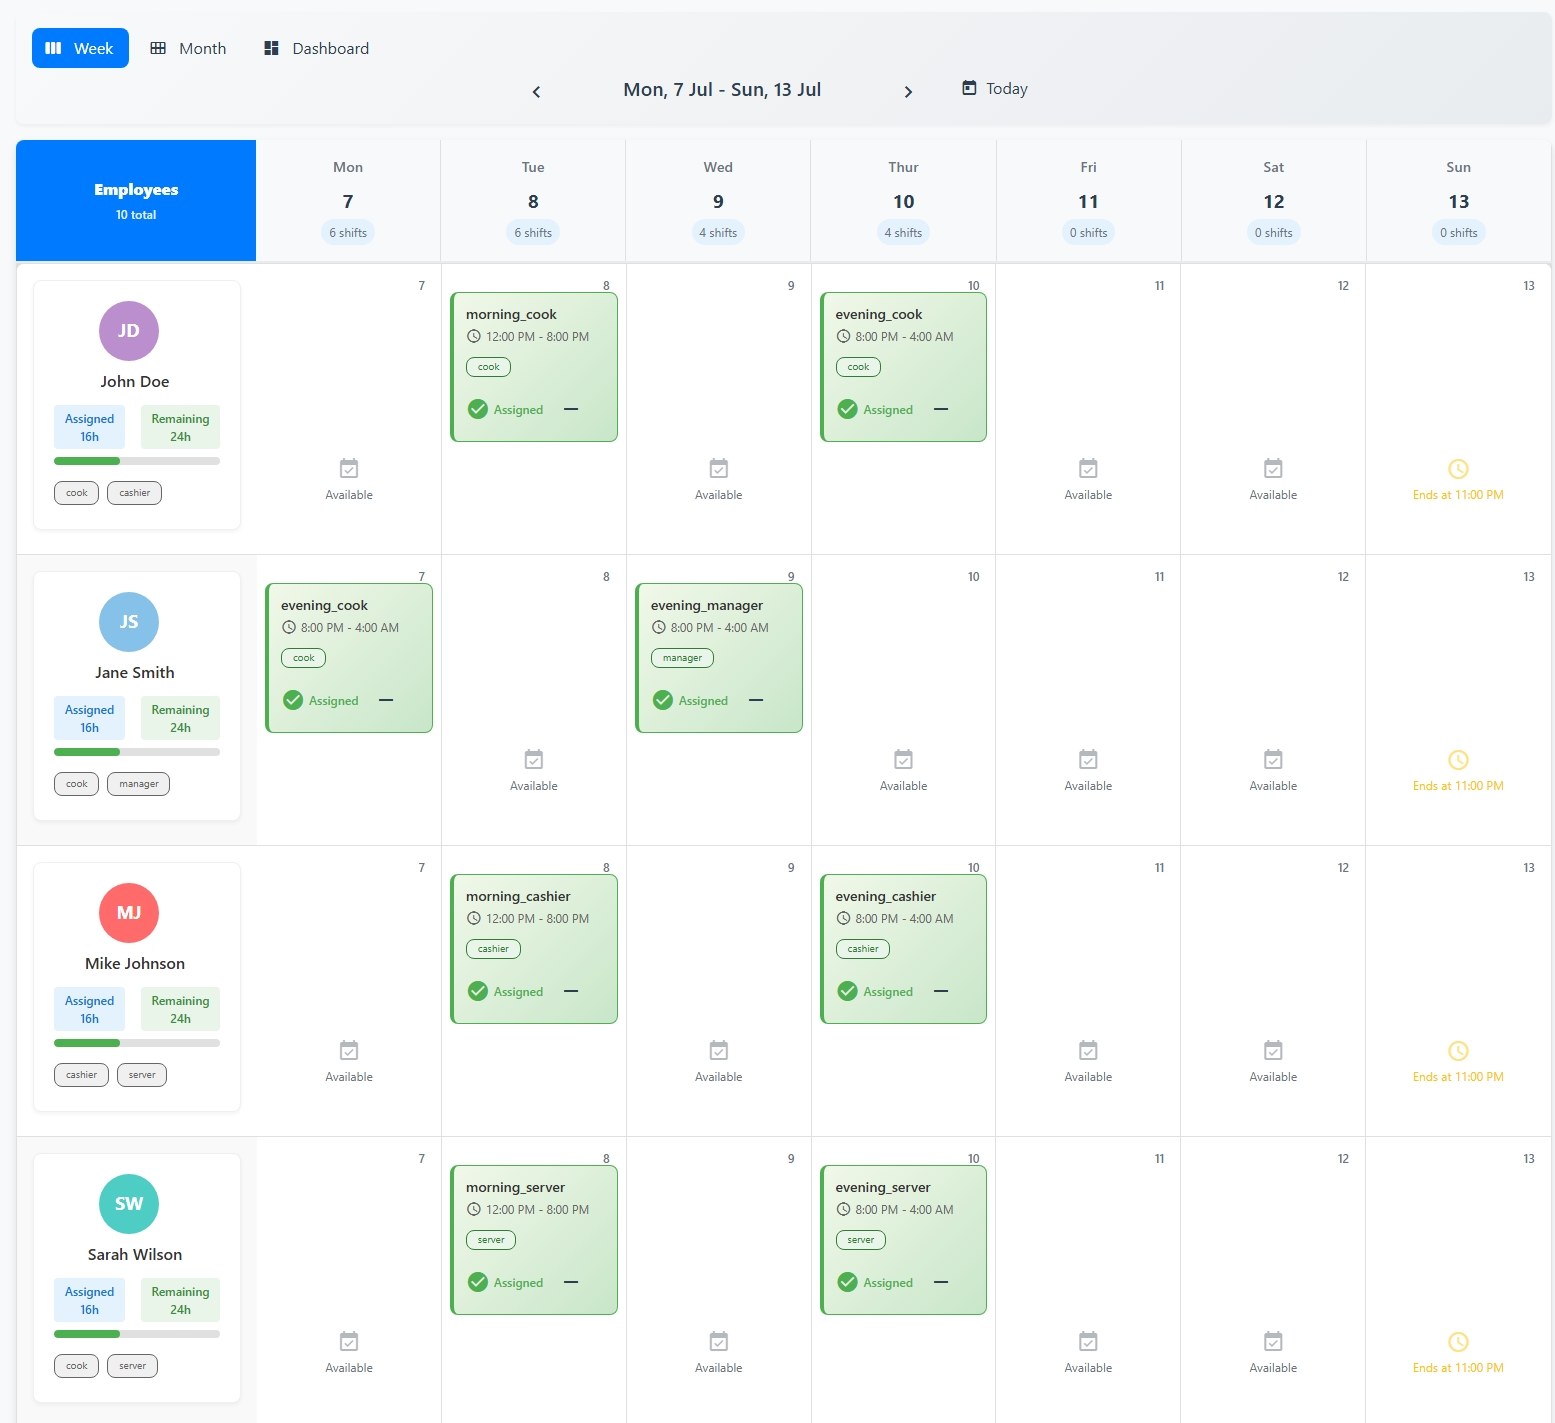 Week Month Dashboard
Mon, 7 Jul - Sun, 13 Jul Today
Employees
10 total
Mon Tue Wed Thur Fri Sat Sun
7 8 9 10 11 12 13
6 shifts 6 shifts 4 shifts 4 shifts 0 shifts 0 shifts 0 shifts
7 8 9 10 11 12 13
JD
John Doe
Assigned Remaining
16h 24h
cook cashier
morning_cook evening_cook
12:00 PM - 8:00 PM 8:00 PM - 4:00 AM
cook cook
Assigned Assigned
Available Available Available Available Ends at 11:00 PM
7 8 9 10 11 12 13
JS
Jane Smith
Assigned Remaining
16h 24h
cook manager
evening_cook evening_manager
8:00 PM - 4:00 AM 8:00 PM - 4:00 AM
cook manager
Assigned Assigned
Available Available Available Available Ends at 11:00 PM
7 8 9 10 11 12 13
MJ
Mike Johnson
Assigned Remaining
16h 24h
cashier server
morning_cashier evening_cashier
12:00 PM - 8:00 PM 8:00 PM - 4:00 AM
cashier cashier
Assigned Assigned
Available Available Available Available Ends at 11:00 PM
7 8 9 10 11 12 13
SW
Sarah Wilson
Assigned Remaining
16h 24h
cook server
morning_server evening_server
12:00 PM - 8:00 PM 8:00 PM - 4:00 AM
server server
Assigned Assigned
Available Available Available Available Ends at 11:00 PM